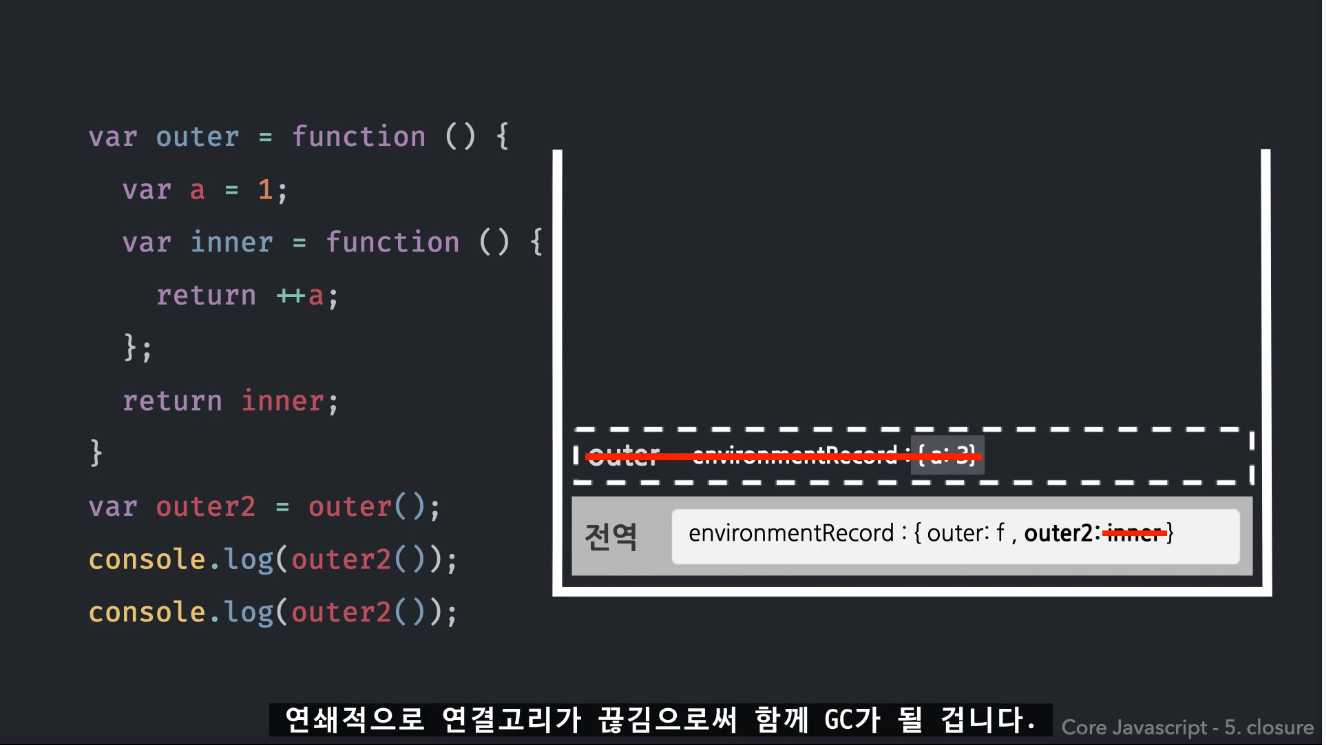 var outer = function () {
var a = 1;
var inner = function () {
return ++a;
};
return inner;
}
var outer2 = outer();
console.log(outer2());
console.log(outer2());
outer environmentRecord : { a: 3}
전역 environmentRecord : { outer: f , outer2: inner }
연쇄적으로 연결고리가 끊김으로써 함께 GC가 될 겁니다.
Core Javascript - 5. closure